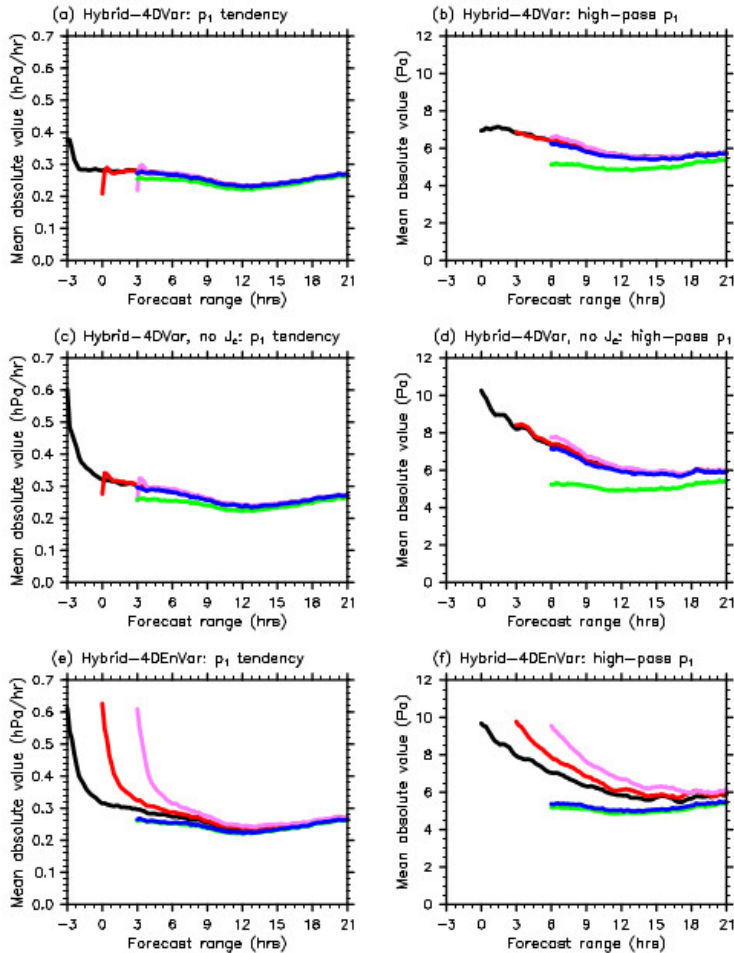 (a) Hybrid-4DVar: p₁ tendency
Mean absolute value (hPa/hr)
0.7
0.6
0.5
0.4
0.3
0.2
0.1
0.0
-3 0 3 6 9 12 15 18 21
Forecast range (hrs)
(b) Hybrid-4DVar: high-pass p₁
Mean absolute value (Pa)
12
10
8
6
4
2
0
-3 0 3 6 9 12 15 18 21
Forecast range (hrs)
(c) Hybrid-4DVar, no J_c: p₁ tendency
Mean absolute value (hPa/hr)
0.7
0.6
0.5
0.4
0.3
0.2
0.1
0.0
-3 0 3 6 9 12 15 18 21
Forecast range (hrs)
(d) Hybrid-4DVar, no J_c: high-pass p₁
Mean absolute value (Pa)
12
10
8
6
4
2
0
-3 0 3 6 9 12 15 18 21
Forecast range (hrs)
(e) Hybrid-4DEnVar: p₁ tendency
Mean absolute value (hPa/hr)
0.7
0.6
0.5
0.4
0.3
0.2
0.1
0.0
-3 0 3 6 9 12 15 18 21
Forecast range (hrs)
(f) Hybrid-4DEnVar: high-pass p₁
Mean absolute value (Pa)
12
10
8
6
4
2
0
-3 0 3 6 9 12 15 18 21
Forecast range (hrs)